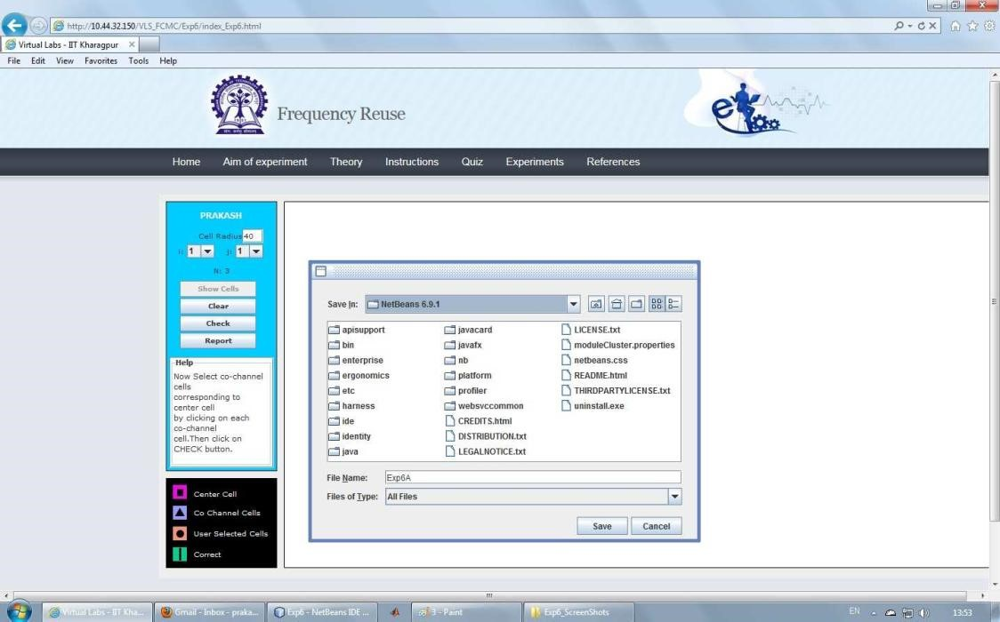 http://10.44.32.150/VLS_FCMC/Exp6/index_Exp6.html
Virtual Labs - IIT Kharagpur
File Edit View Favorites Tools Help
Frequency Reuse
Home Aim of experiment Theory Instructions Quiz Experiments References
PRAKASH
Cell Radius 40
i: 1 j: 1
N: 3
Show Cells
Clear
Check
Report
Help
Now Select co-channel
cells
corresponding to
center cell
by clicking on each
co-channel
cell.Then click on
CHECK button.
Center Cell
Co Channel Cells
User Selected Cells
Correct
Save In: NetBeans 6.9.1
apisupport javacard LICENSE.txt
bin javafx moduleCluster.properties
enterprise nb netbeans.css
ergonomics platform README.html
etc profiler THIRDPARTYLICENSE.txt
harness websvccommon uninstall.exe
ide CREDITS.html
identity DISTRIBUTION.txt
java LEGALNOTICE.txt
File Name: Exp6A
Files of Type: All Files
Save Cancel
Virtual Labs - IIT Kha... Gmail - Inbox - praka... Exp6 - NetBeans IDE ... 3 - Paint Exp6_ScreenShots EN 13:53